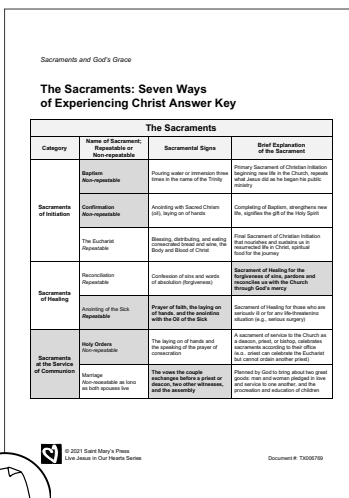 Sacraments and God's Grace
The Sacraments: Seven Ways
of Experiencing Christ Answer Key
The Sacraments
Category
Name of Sacrament;
Repeatable or
Non-repeatable
Sacramental Signs
Brief Explanation
of the Sacrament
Sacraments
of Initiation
Baptism
Non-repeatable
Pouring water or immersion three
times in the name of the Trinity
Primary Sacrament of Christian Initiation
beginning new life in the Church, repeats
what Jesus did as he began his public
ministry
Confirmation
Non-repeatable
Anointing with Sacred Chrism
(oil), laying on of hands
Completing of Baptism, strengthens new
life, signifies the gift of the Holy Spirit
The Eucharist
Repeatable
Blessing, distributing, and eating
consecrated bread and wine, the
Body and Blood of Christ
Final Sacrament of Christian Initiation
that nourishes and sustains us in
resurrected life in Christ, spiritual
food for the journey
Sacraments
of Healing
Reconciliation
Repeatable
Confession of sins and words
of absolution (forgiveness)
Sacrament of Healing for the
forgiveness of sins, pardons and
reconciles us with the Church
through God's mercy
Anointing of the Sick
Repeatable
Prayer of faith, the laying on
of hands, and the anointing
with the Oil of the Sick
Sacrament of Healing for those who are
seriously ill or for any life-threatening
situation (e.g., serious surgery)
Sacraments
at the Service
of Communion
Holy Orders
Non-repeatable
The laying on of hands and
the speaking of the prayer of
consecration
A sacrament of service to the Church as
a deacon, priest, or bishop, celebrates
sacraments according to their office
(e.g., priest can celebrate the Eucharist
but cannot ordain another priest)
Marriage
Non-repeatable as long
as both spouses live
The vows the couple
exchanges before a priest or
deacon, two other witnesses,
and the assembly
Planned by God to bring about two great
goods: man and woman pledged in love
and service to one another, and the
procreation and education of children
© 2021 Saint Mary's Press
Live Jesus in Our Hearts Series
Document #: TX006769